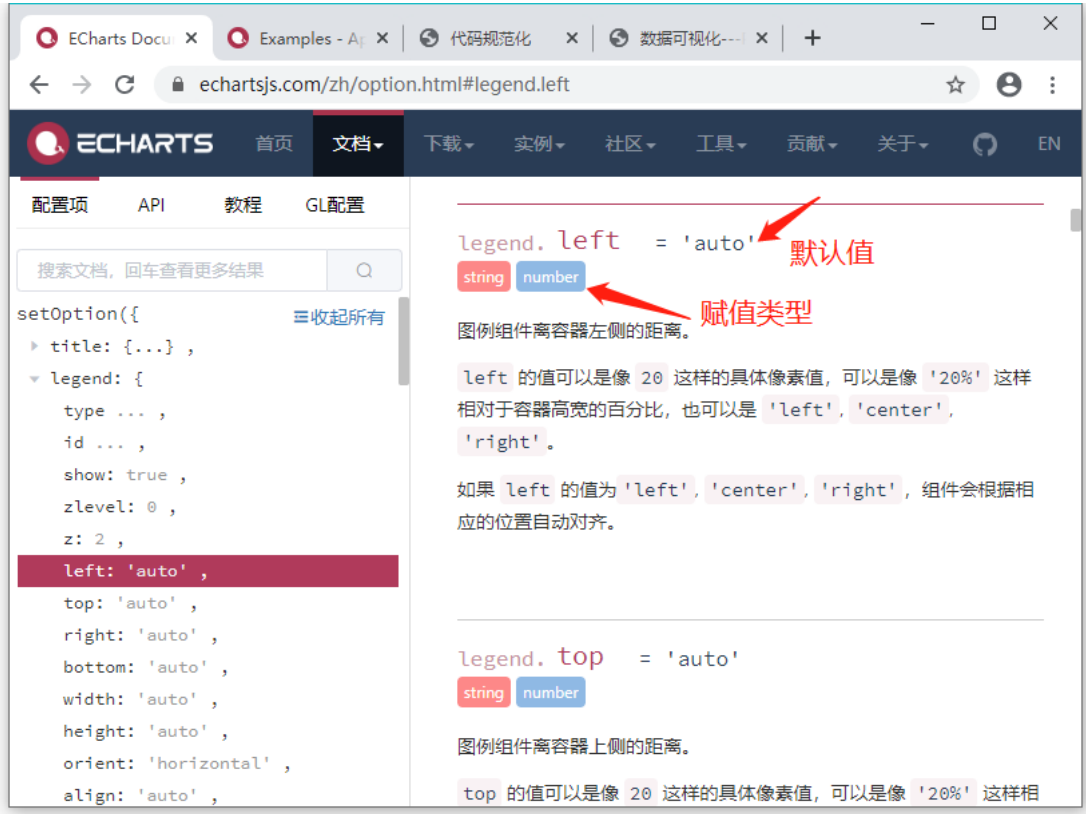 ECharts Docu
Examples - Ap
代码规范化
数据可视化---
echartsjs.com/zh/option.html#legend.left
ECHARTS 首页 文档 下载 实例 社区 工具 贡献 关于 EN
配置项 API 教程 GL配置
搜索文档，回车查看更多结果
setOption({ 收起所有
title: {...} ,
legend: {
type ... ,
id ... ,
show: true ,
zlevel: 0 ,
z: 2 ,
left: 'auto' ,
top: 'auto' ,
right: 'auto' ,
bottom: 'auto' ,
width: 'auto' ,
height: 'auto' ,
orient: 'horizontal' ,
align: 'auto' ,
legend. left = 'auto' 默认值
string number
赋值类型
图例组件离容器左侧的距离。
left 的值可以是像 20 这样的具体像素值，可以是像 '20%' 这样
相对于容器高宽的百分比，也可以是 'left', 'center',
'right'。
如果 left 的值为'left', 'center', 'right'，组件会根据相
应的位置自动对齐。
legend. top = 'auto'
string number
图例组件离容器上侧的距离。
top 的值可以是像 20 这样的具体像素值，可以是像 '20%' 这样相